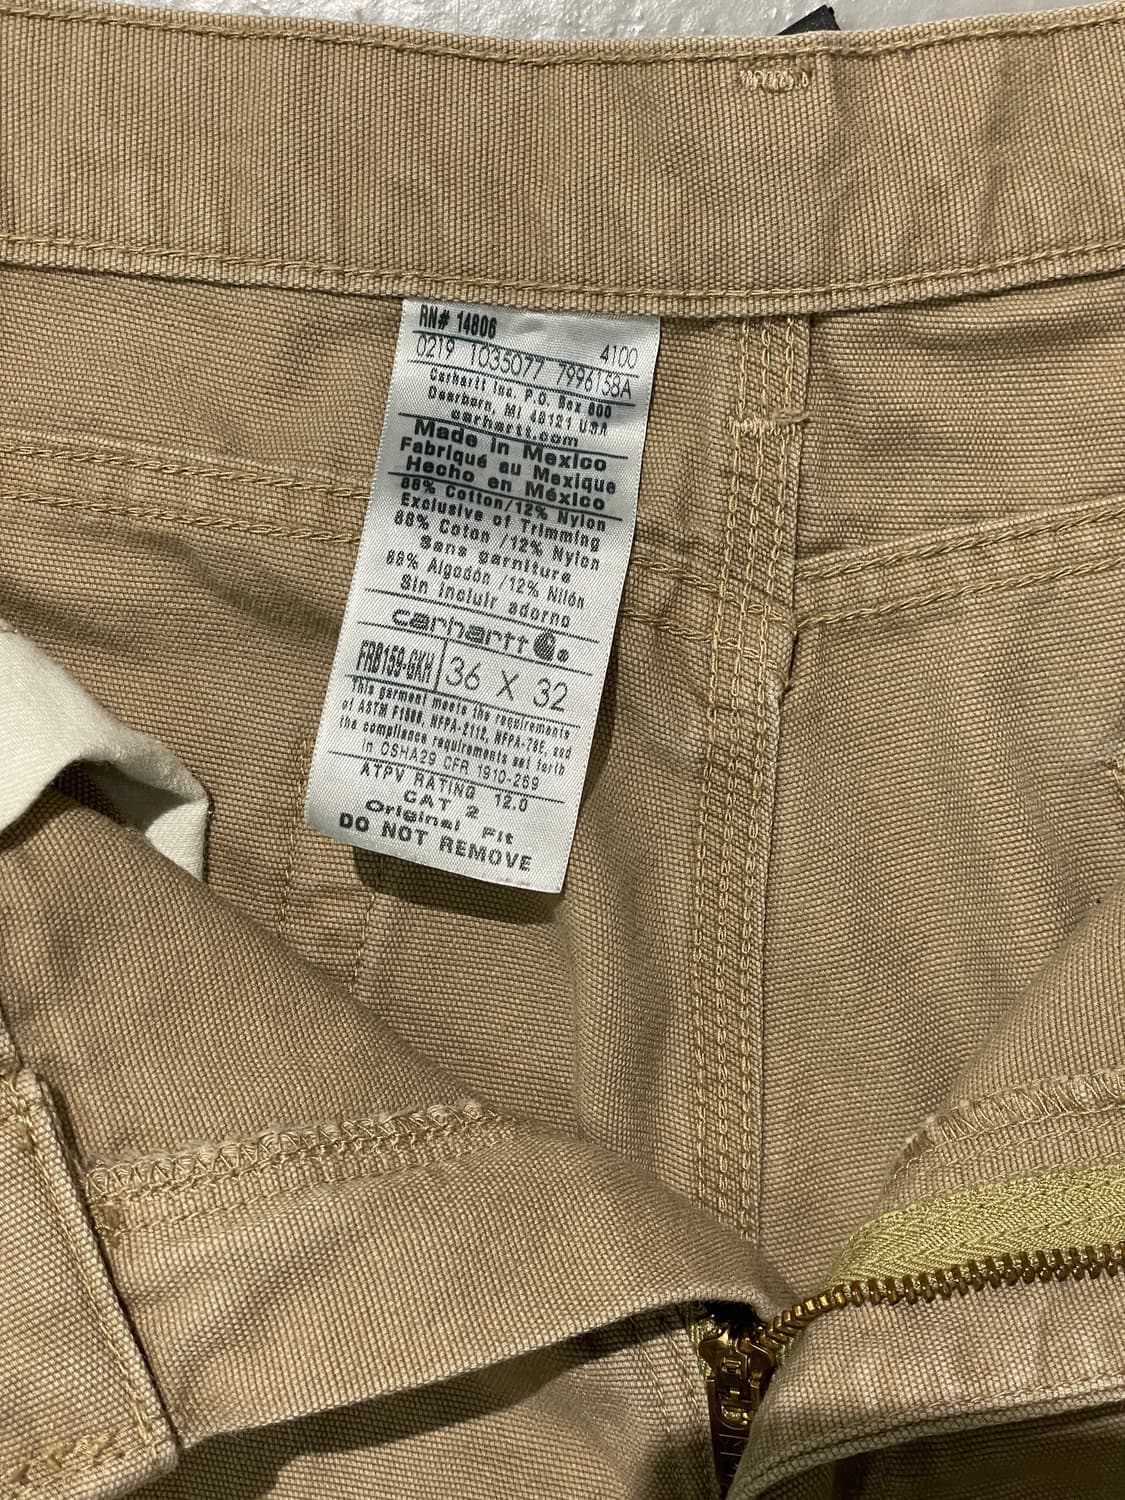 RN# 14806
4100
0219 1035077 7996158A
Carhartt Inc. P.O. Box 600
Dearborn, MI 48121 USA
carhartt.com
Made in Mexico
Fabriqué au Mexique
Hecho en México
88% Cotton/12% Nylon
Exclusive of Trimming
88% Coton /12% Nylon
Sans garniture
88% Algodón /12% Nilón
Sin incluir adorno
carhartt
FRB159-GKH 36 X 32
This garment meets the requirements
of ASTM F1506, NFPA-2112, NFPA-70E, and
the compliance requirements set forth
in OSHA29 CFR 1910-269
ATPV RATING 12.0
CAT 2
Original Fit
DO NOT REMOVE